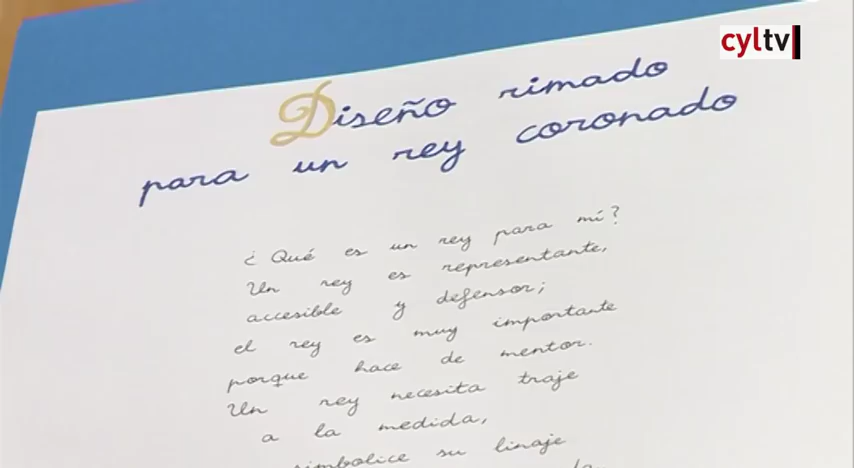 cyltv
Diseño rimado
para un rey coronado
¿Qué es un rey para mí?
Un rey es representante,
accesible y defensor;
el rey es muy importante
porque hace de mentor.
Un rey necesita traje
a la medida,
simbolice su linaje